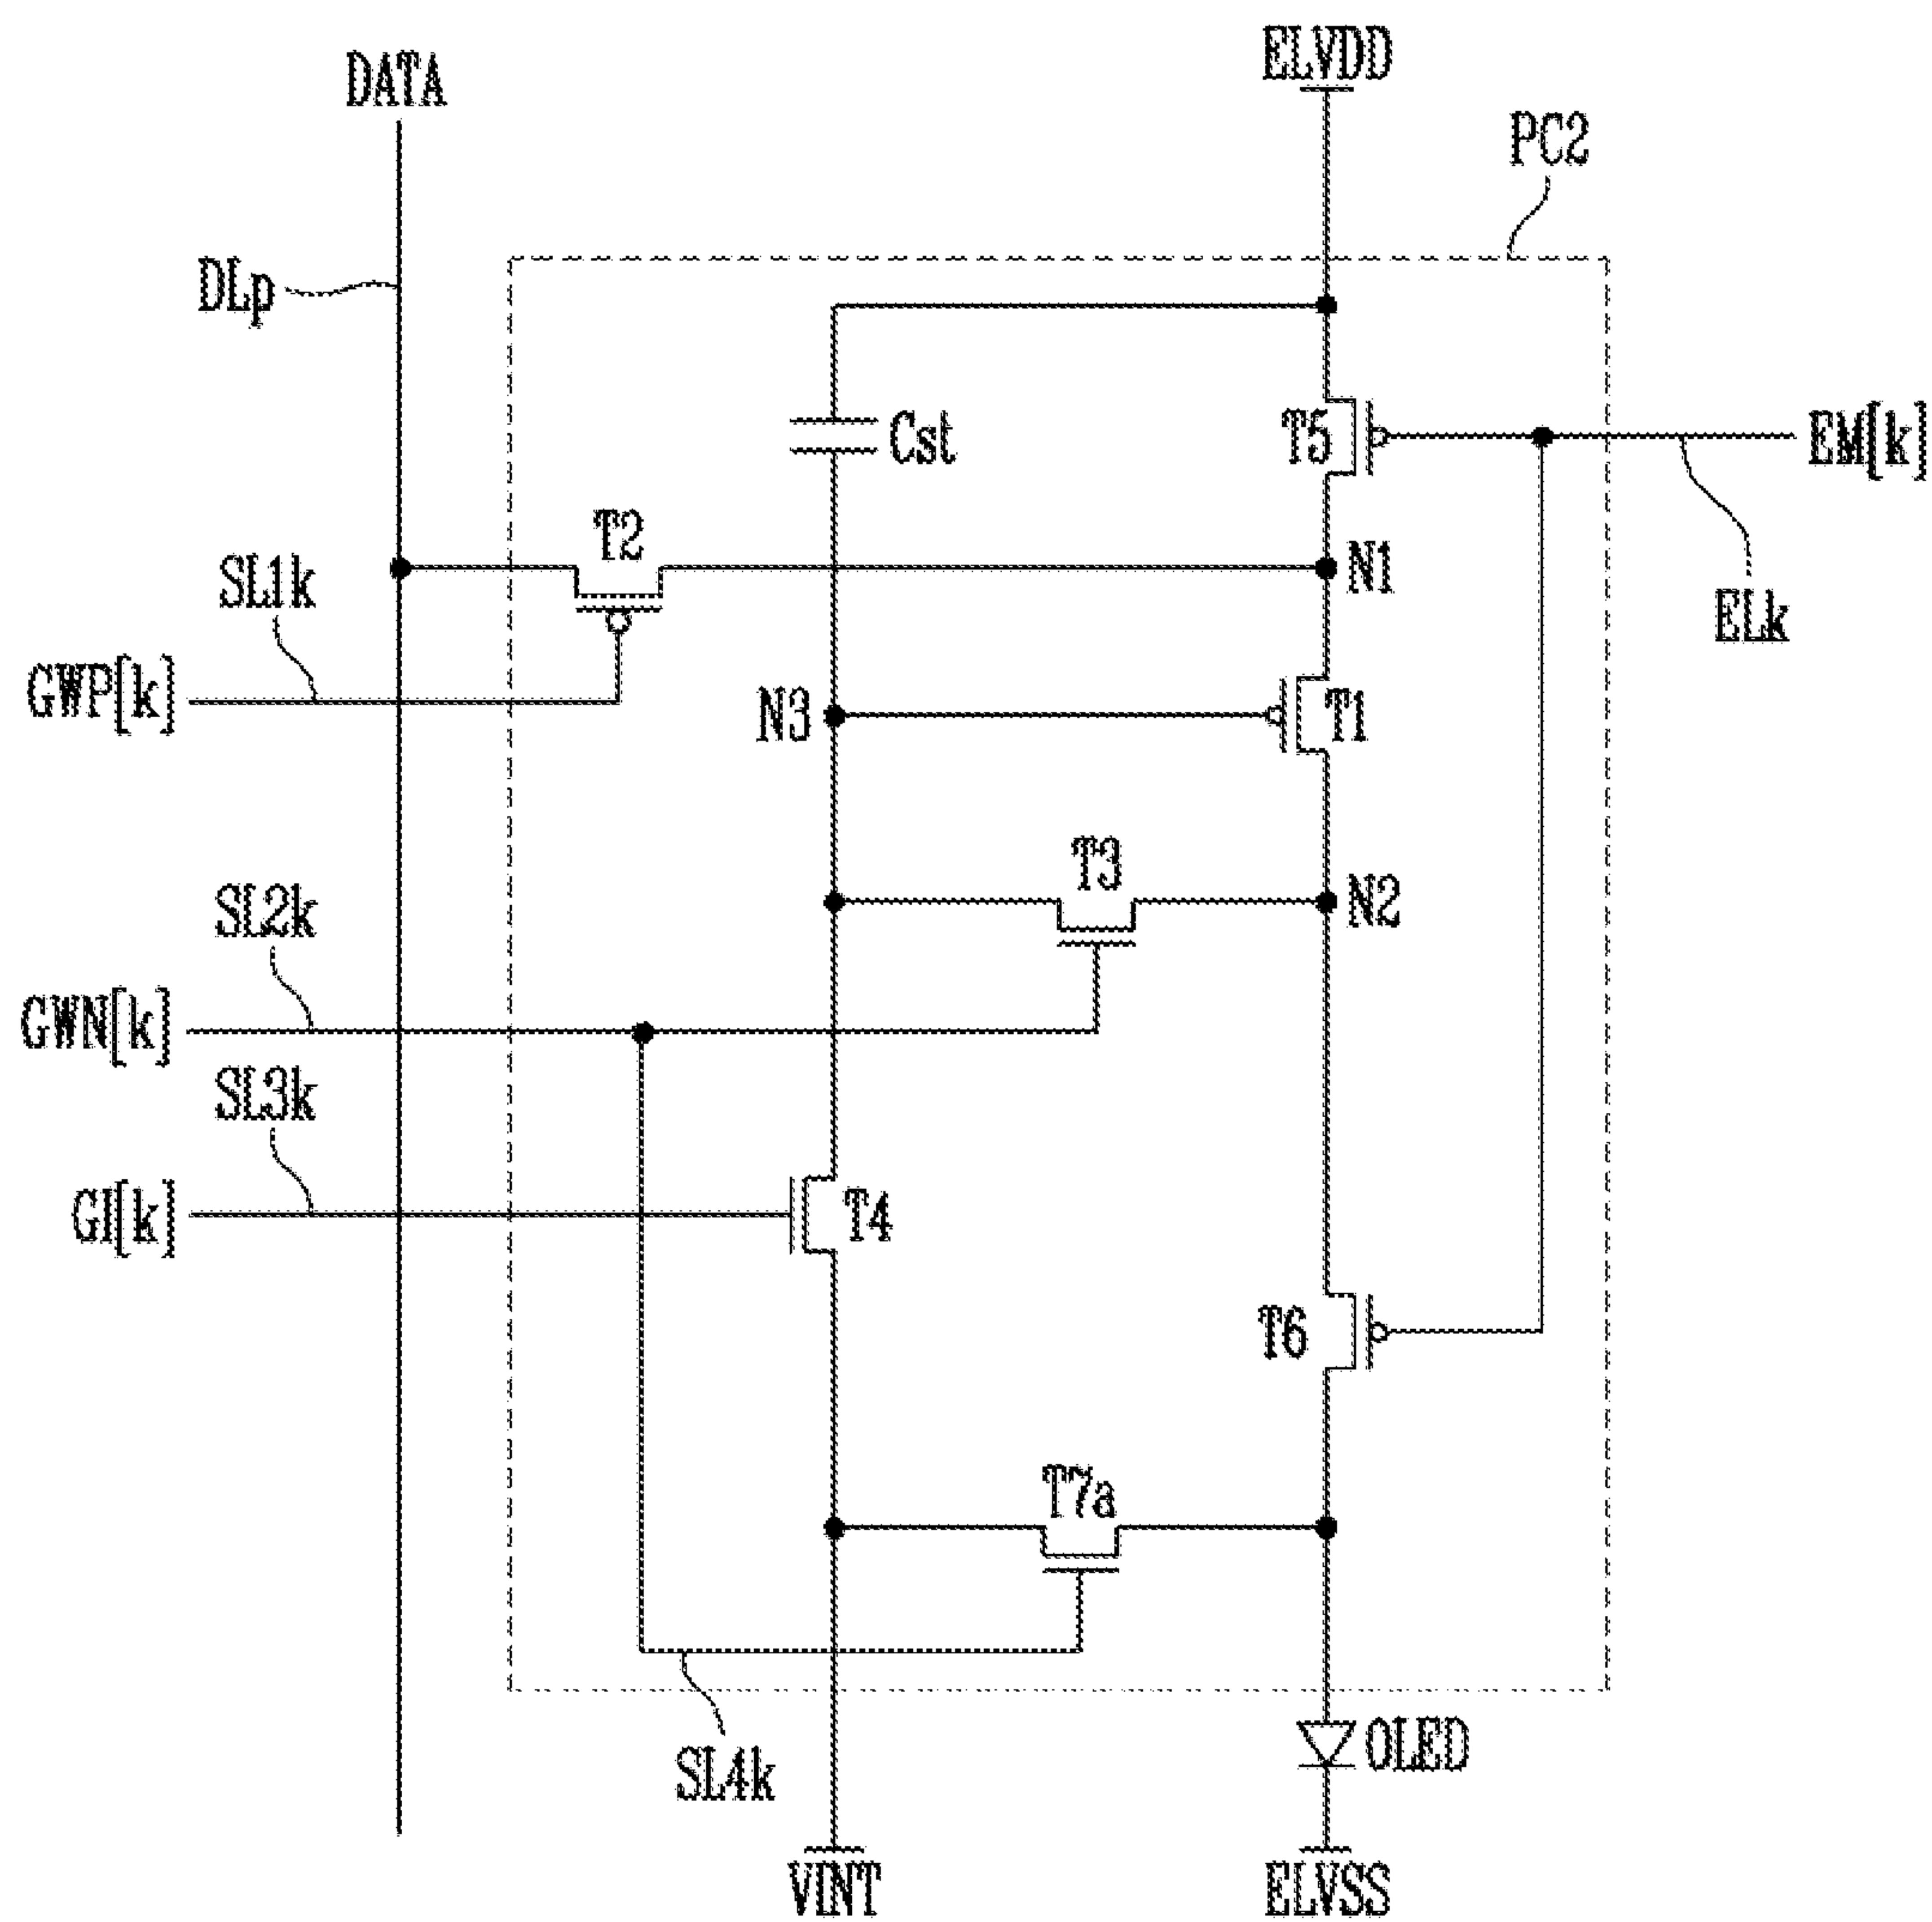 ELVDD
DATA
PC2
DLp
Cst
T5
EM[k]
T2
SL1k
N1
ELk
GWP[k]
N3
T1
T3
SL2k
N2
GWN[k]
SL3k
GI[k]
T4
T6
T7a
SL4k
OLED
VINT
ELVSS